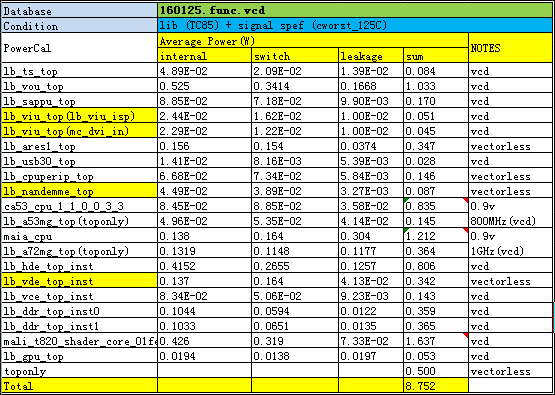 Database 160125.func.vcd
Condition lib (TC85) + signal spef (cworst_125C)
PowerCal Average Power(W) NOTES
internal switch leakage sum
lb_ts_top 4.89E-02 2.09E-02 1.39E-02 0.084 vcd
lb_vou_top 0.525 0.3414 0.1668 1.033 vcd
lb_sappu_top 8.85E-02 7.18E-02 9.90E-03 0.170 vcd
lb_viu_top(lb_viu_isp) 2.44E-02 1.62E-02 1.00E-02 0.051 vcd
lb_viu_top(mc_dvi_in) 2.29E-02 1.22E-02 1.00E-02 0.045 vcd
lb_ares1_top 0.156 0.154 0.0374 0.347 vectorless
lb_usb30_top 1.41E-02 8.16E-03 5.39E-03 0.028 vcd
lb_cpuperip_top 6.68E-02 7.34E-02 5.84E-03 0.146 vectorless
lb_nandemme_top 4.49E-02 3.89E-02 3.27E-03 0.087 vectorless
ca53_cpu_1_1_0_0_3_3 8.45E-02 8.85E-02 3.58E-02 0.835 0.9v
lb_a53mg_top(toponly) 4.96E-02 5.35E-02 4.14E-02 0.145 800MHz(vcd)
maia_cpu 0.138 0.164 0.304 1.212 0.9v
lb_a72mg_top(toponly) 0.1319 0.1148 0.1177 0.364 1GHz(vcd)
lb_hde_top_inst 0.4152 0.2655 0.1257 0.806 vcd
lb_vde_top_inst 0.137 0.164 4.13E-02 0.342 vectorless
lb_vce_top_inst 8.34E-02 5.06E-02 9.23E-03 0.143 vcd
lb_ddr_top_inst0 0.1044 0.0594 0.0122 0.359 vcd
lb_ddr_top_inst1 0.1033 0.0651 0.0135 0.365 vcd
mali_t820_shader_core_01fe 0.426 0.319 7.33E-02 1.637 vcd
lb_gpu_top 0.0194 0.0138 0.0197 0.053 vcd
toponly 0.500 vectorless
Total 8.752